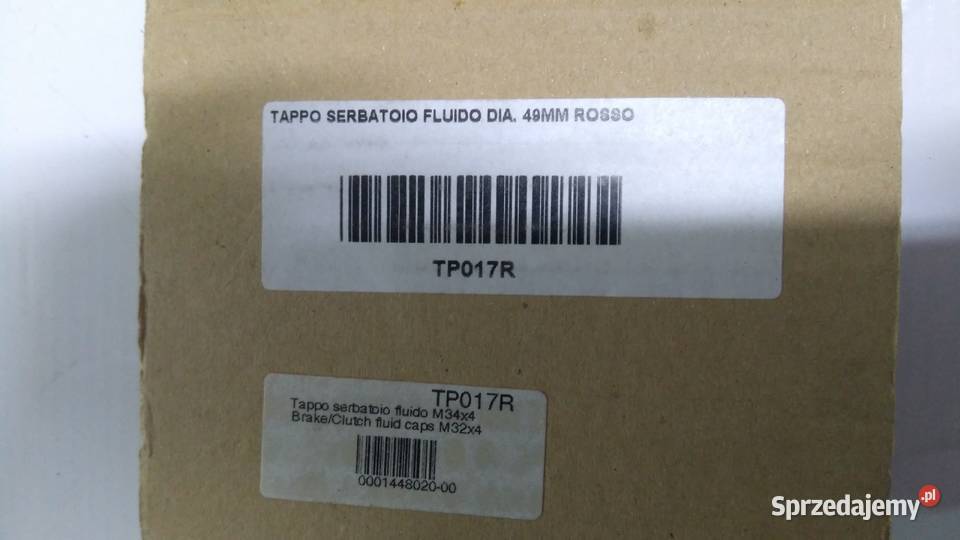 TAPPO SERBATOIO FLUIDO DIA. 49MM ROSSO
TP017R
TP017R
Tappo serbatoio fluido M34x4
Brake/Clutch fluid caps M32x4
0001448020-00
Sprzedajemy.pl